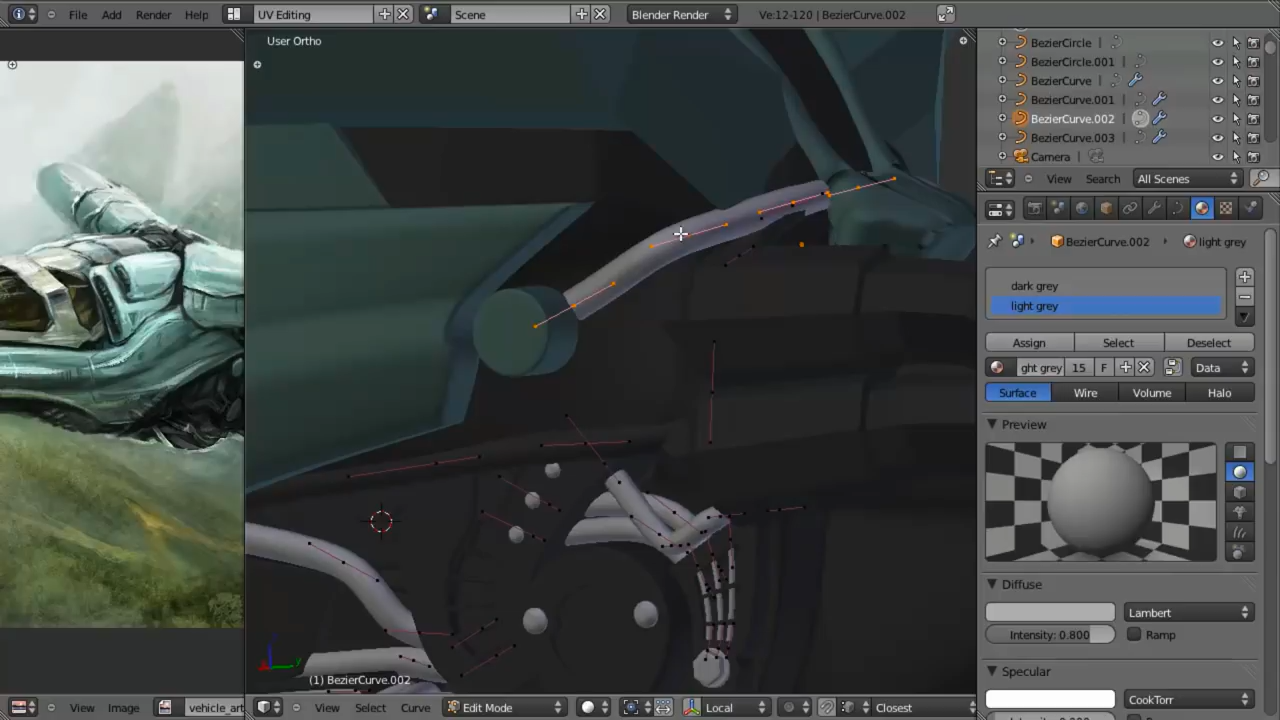 File Add Render Help UV Editing Scene Blender Render Ve:12-120 | BezierCurve.002
User Ortho
BezierCircle
BezierCircle.001
BezierCurve
BezierCurve.001
BezierCurve.002
BezierCurve.003
Camera
View Search All Scenes
BezierCurve.002 light grey
dark grey
light grey
Assign Select Deselect
ght grey 15 F Data
Surface Wire Volume Halo
Preview
Diffuse
Lambert
Intensity: 0.800 Ramp
Specular
CookTorr
(1) BezierCurve.002
View Image vehicle_art View Select Curve Edit Mode Local Closest